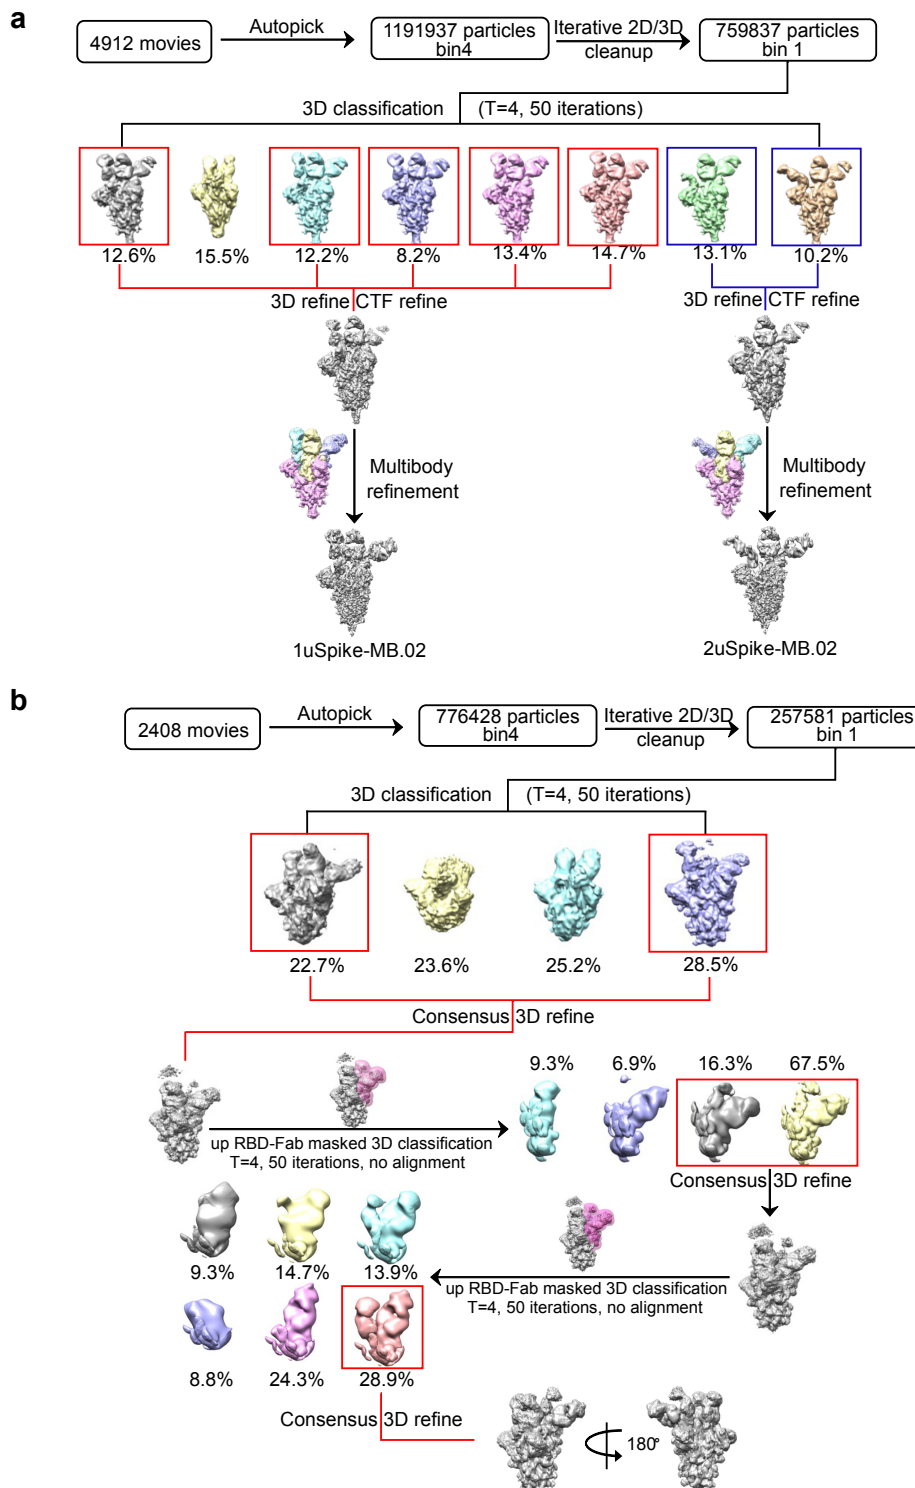 a
4912 movies
Autopick
1191937 particles
bin4
Iterative 2D/3D
cleanup
759837 particles
bin 1
3D classification (T=4, 50 iterations)
12.6% 15.5% 12.2% 8.2% 13.4% 14.7% 13.1% 10.2%
3D refine CTF refine
3D refine CTF refine
Multibody
refinement
Multibody
refinement
1uSpike-MB.02
2uSpike-MB.02
b
2408 movies
Autopick
776428 particles
bin4
Iterative 2D/3D
cleanup
257581 particles
bin 1
3D classification (T=4, 50 iterations)
22.7% 23.6% 25.2% 28.5%
Consensus 3D refine
9.3% 6.9% 16.3% 67.5%
up RBD-Fab masked 3D classification
T=4, 50 iterations, no alignment
Consensus 3D refine
9.3% 14.7% 13.9%
up RBD-Fab masked 3D classification
T=4, 50 iterations, no alignment
8.8% 24.3% 28.9%
Consensus 3D refine
180°